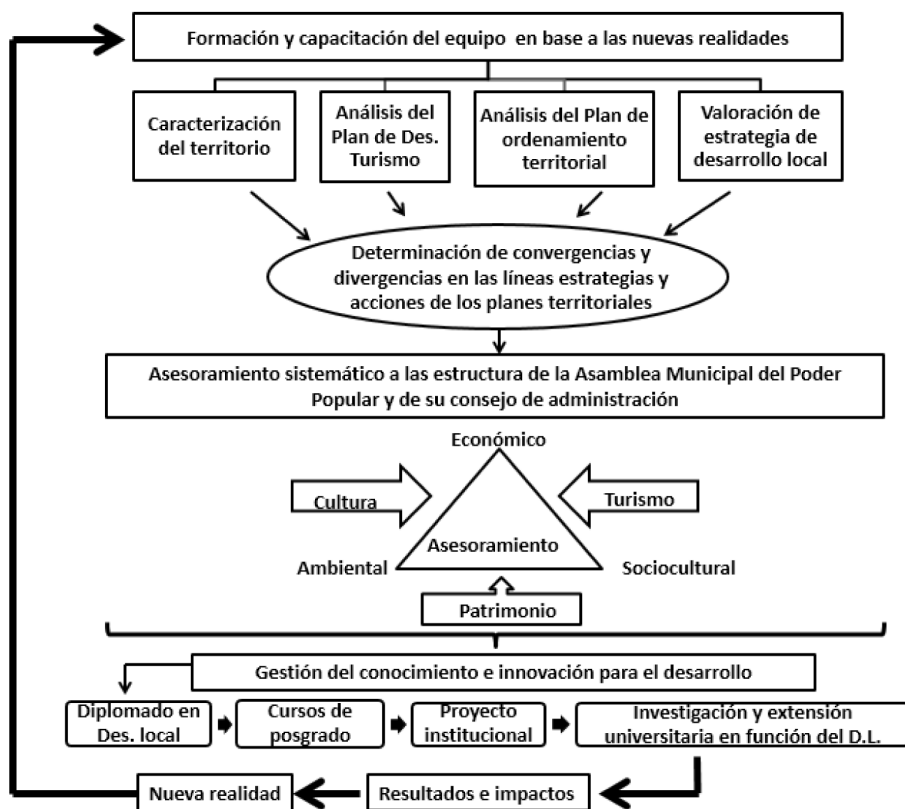 Formación y capacitación del equipo en base a las nuevas realidades
Caracterización
del territorio
Análisis del
Plan de Des.
Turismo
Análisis del Plan de
ordenamiento
territorial
Valoración de
estrategia de
desarrollo local
Determinación de convergencias y
divergencias en las líneas estrategias y
acciones de los planes territoriales
Asesoramiento sistemático a las estructura de la Asamblea Municipal del Poder
Popular y de su consejo de administración
Económico
Cultura
Turismo
Asesoramiento
Ambiental
Sociocultural
Patrimonio
Gestión del conocimiento e innovación para el desarrollo
Diplomado en
Des. local
Cursos de
posgrado
Proyecto
institucional
Investigación y extensión
universitaria en función del D.L.
Nueva realidad
Resultados e impactos